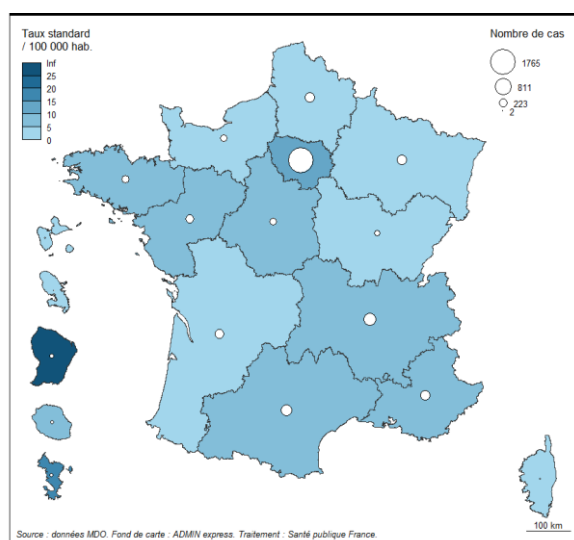 Taux standard
/ 100 000 hab.
Inf
25
20
15
10
5
0
Nombre de cas
1765
811
223
2
100 km
Source : données MDO. Fond de carte : ADMIN express. Traitement : Santé publique France.